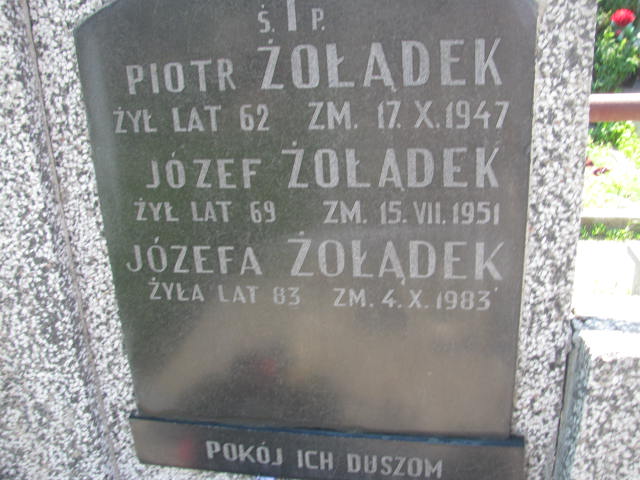 Ś. P.
PIOTR ŻOŁĄDEK
ŻYŁ LAT 62 ZM. 17. X. 1947
JÓZEF ŻOŁĄDEK
ŻYŁ LAT 69 ZM. 15. VII. 1951
JÓZEFA ŻOŁĄDEK
ŻYŁA LAT 83 ZM. 4. X. 1983
POKÓJ ICH DUSZOM